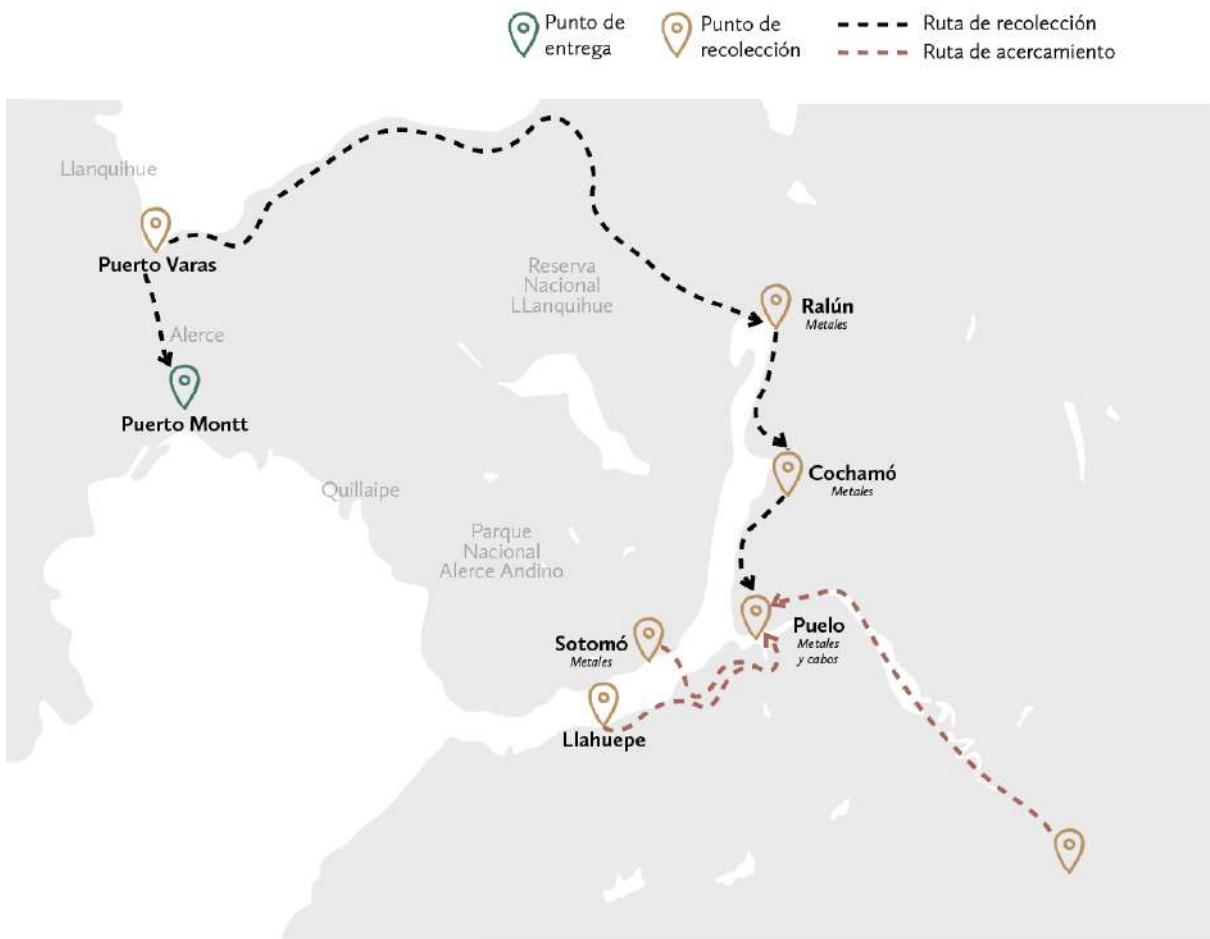 Punto de
entrega
Punto de
recolección
Ruta de recolección
Ruta de acercamiento
Llanquihue
Puerto Varas
Alerce
Puerto Montt
Reserva
Nacional
LLanquihue
Ralún
Metales
Cochamó
Metales
Quillaipe
Parque
Nacional
Alerce Andino
Sotomó
Metales
Puelo
Metales
y cabos
Llahuepe